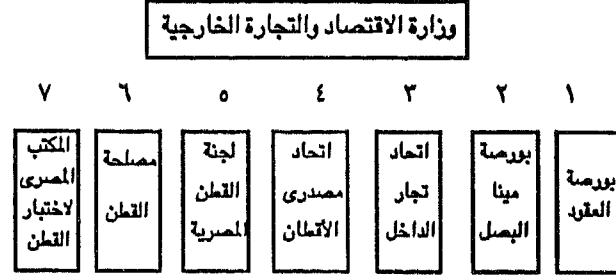 وزارة الاقتصاد والتجارة الخارجية
١ ٢ ٣ ٤ ٥ ٦ ٧
بورصة
العقود
بورصة
مينا
البصل
اتحاد
تجار
الداخل
اتحاد
مصدرى
الأقطان
لجنة
القطن
المصرية
مصلحة
القطن
المكتب
المصرى
لاختبار
القطن